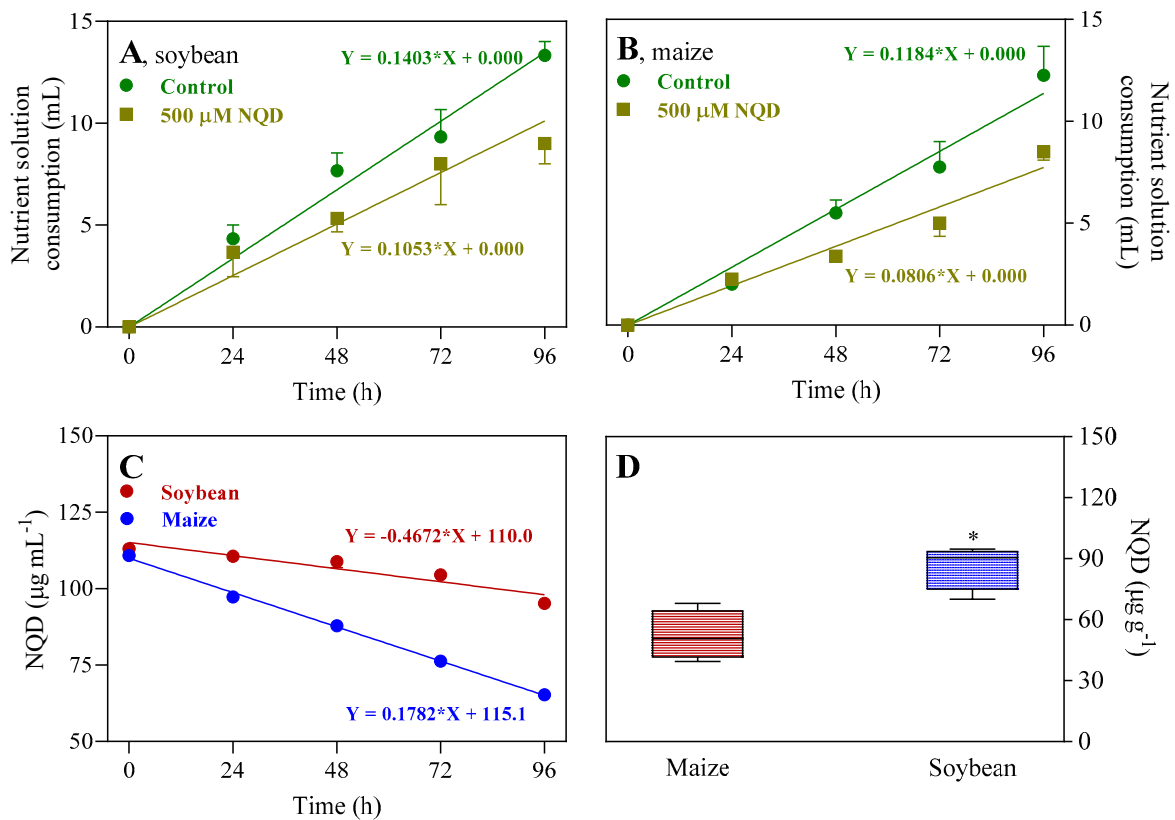 A, soybean
Control
500 μM NQD
Y = 0.1403*X + 0.000
Y = 0.1053*X + 0.000
Nutrient solution
consumption (mL)
15
10
5
0
0 24 48 72 96
Time (h)
B, maize
Control
500 μM NQD
Y = 0.1184*X + 0.000
Y = 0.0806*X + 0.000
15
10
5
0
Nutrient solution
consumption (mL)
0 24 48 72 96
Time (h)
C
Soybean
Maize
Y = -0.4672*X + 110.0
Y = 0.1782*X + 115.1
NQD (μg mL⁻¹)
150
125
100
75
50
0 24 48 72 96
Time (h)
D
*
150
120
90
60
30
0
NQD (μg g⁻¹)
Maize Soybean